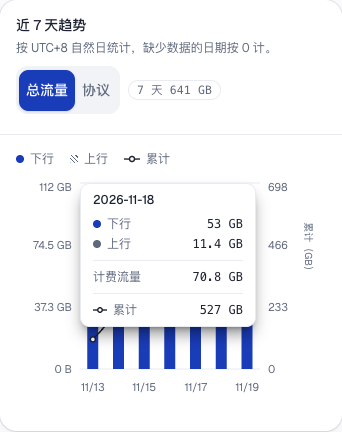 近 7 天趋势
按 UTC+8 自然日统计，缺少数据的日期按 0 计。
总流量 协议 7 天 641 GB
下行 上行 累计
112 GB
74.5 GB
37.3 GB
0 B
2026-11-18
下行 53 GB
上行 11.4 GB
计费流量 70.8 GB
累计 527 GB
698
466
233
0
累计（GB）
11/13 11/15 11/17 11/19